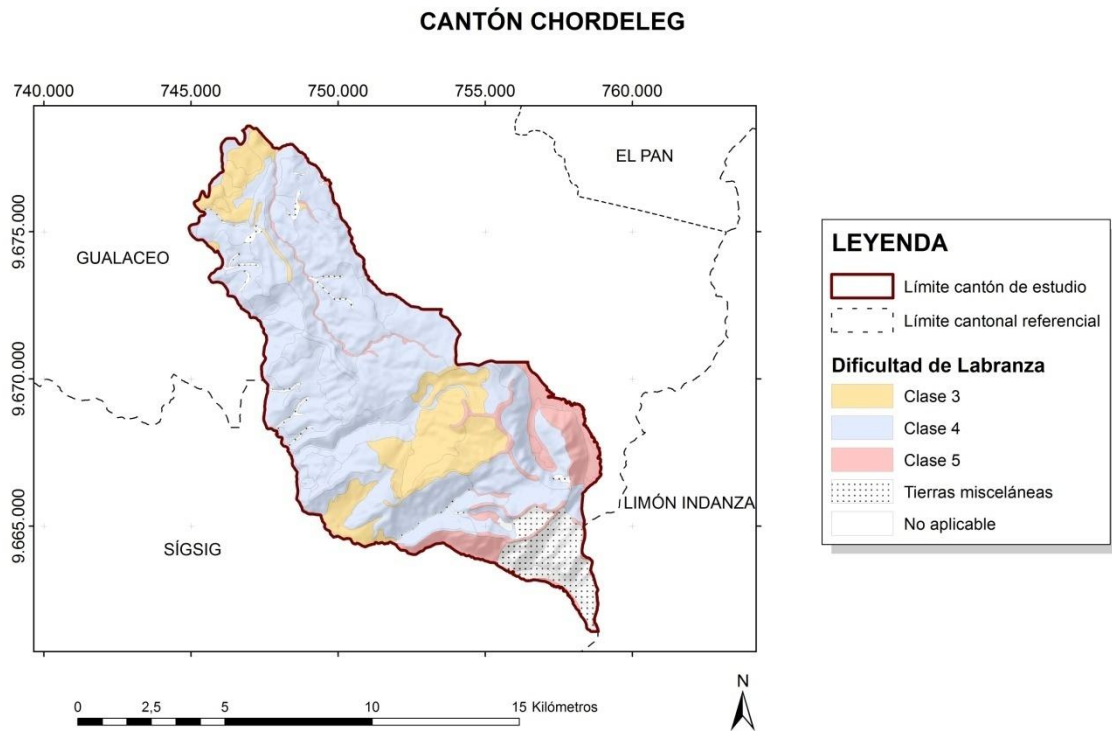 CANTÓN CHORDELEG
740.000 745.000 750.000 755.000 760.000
EL PAN
9.675.000
GUALACEO
9.670.000
LIMÓN INDANZA
9.665.000
SÍGSIG
LEYENDA
Límite cantón de estudio
Límite cantonal referencial
Dificultad de Labranza
Clase 3
Clase 4
Clase 5
Tierras misceláneas
No aplicable
N
0 2,5 5 10 15 Kilómetros